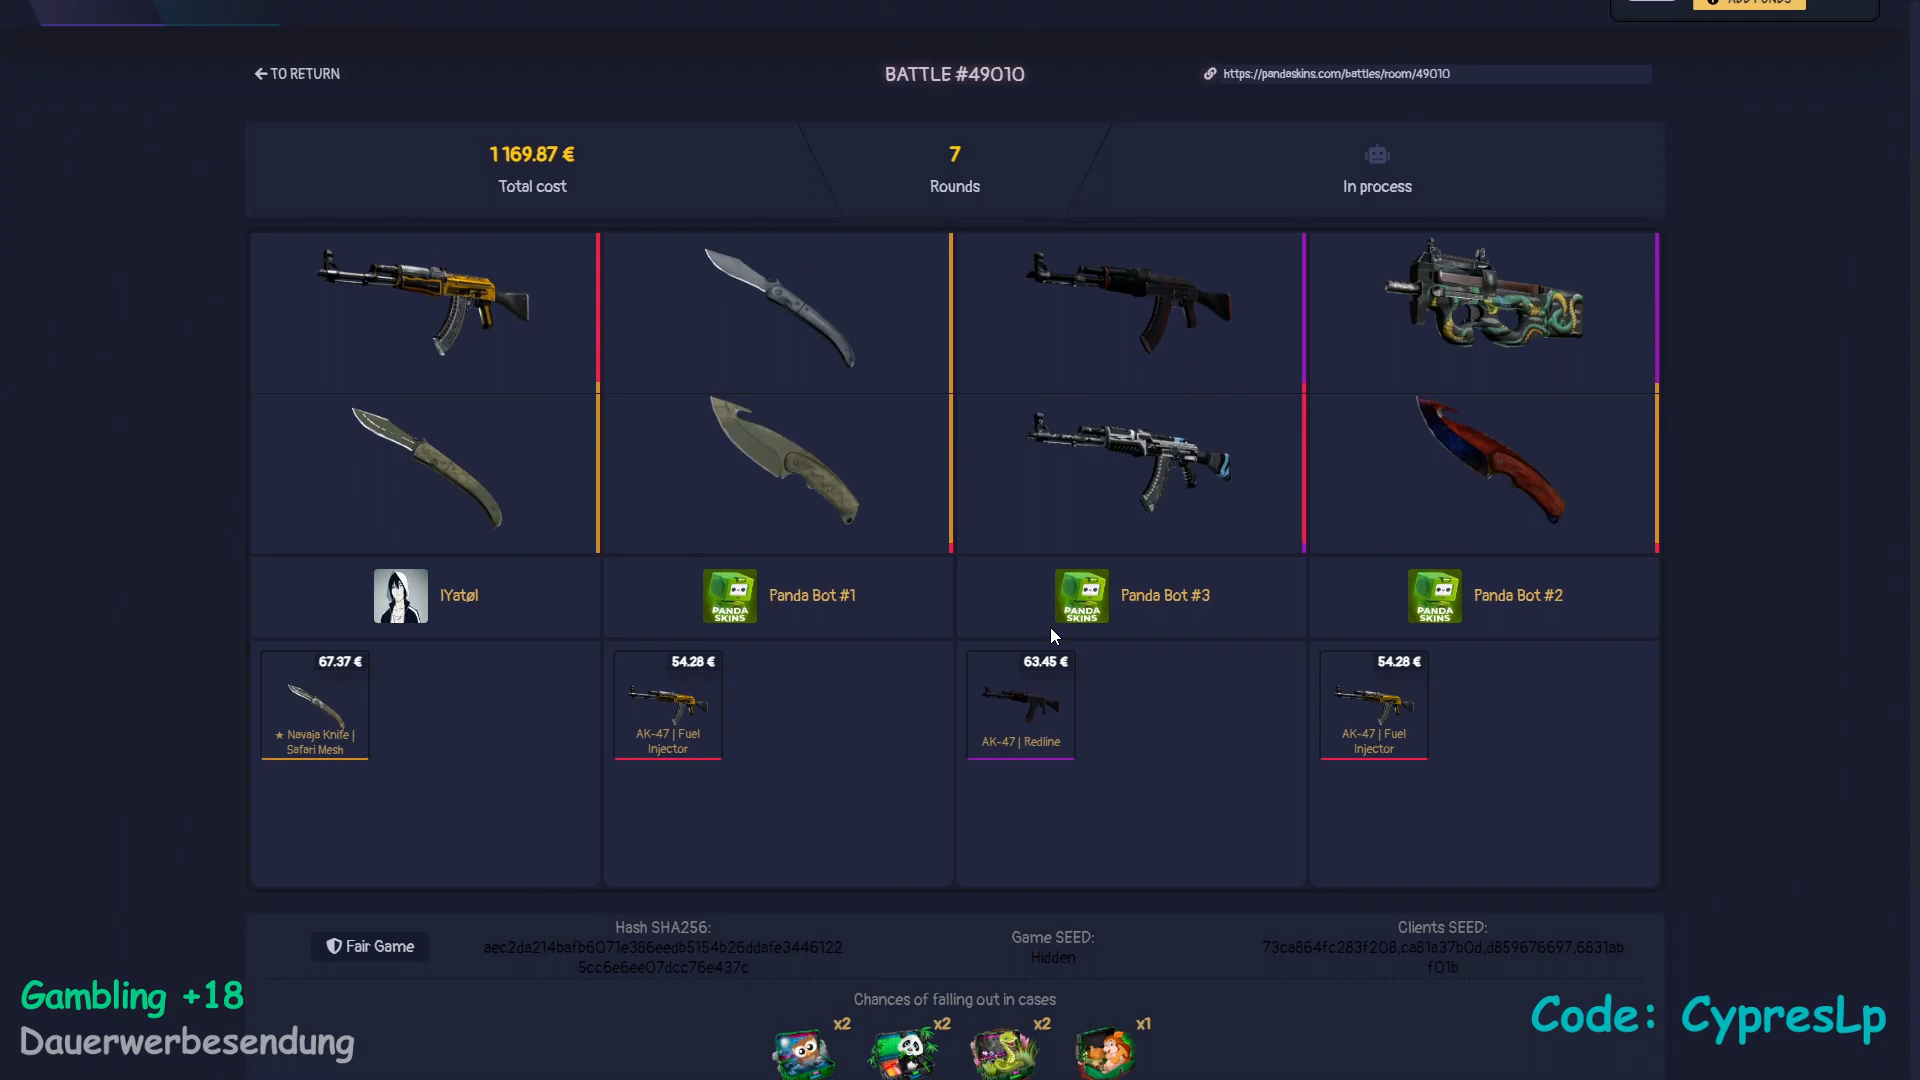 TO RETURN
BATTLE #49010
https://pandaskins.com/battles/room/49010
1 169.87 €
Total cost
7
Rounds
In process
lYatøl
Panda Bot #1
PANDA
SKINS
Panda Bot #3
PANDA
SKINS
Panda Bot #2
PANDA
SKINS
67.37 €
★ Navaja Knife |
Safari Mesh
54.28 €
AK-47 | Fuel
Injector
63.45 €
AK-47 | Redline
54.28 €
AK-47 | Fuel
Injector
Fair Game
Hash SHA256:
aec2da214bafb6071e386eedb5154b26ddafe3446122
5cc6e6ee07dcc76e437c
Game SEED:
Hidden
Clients SEED:
73ca864fc283f208,ca81a37b0d,d859676697,6831ab
f01b
Chances of falling out in cases
x2
x2
x2
x1
Gambling +18
Dauerwerbesendung
Code: CypresLp